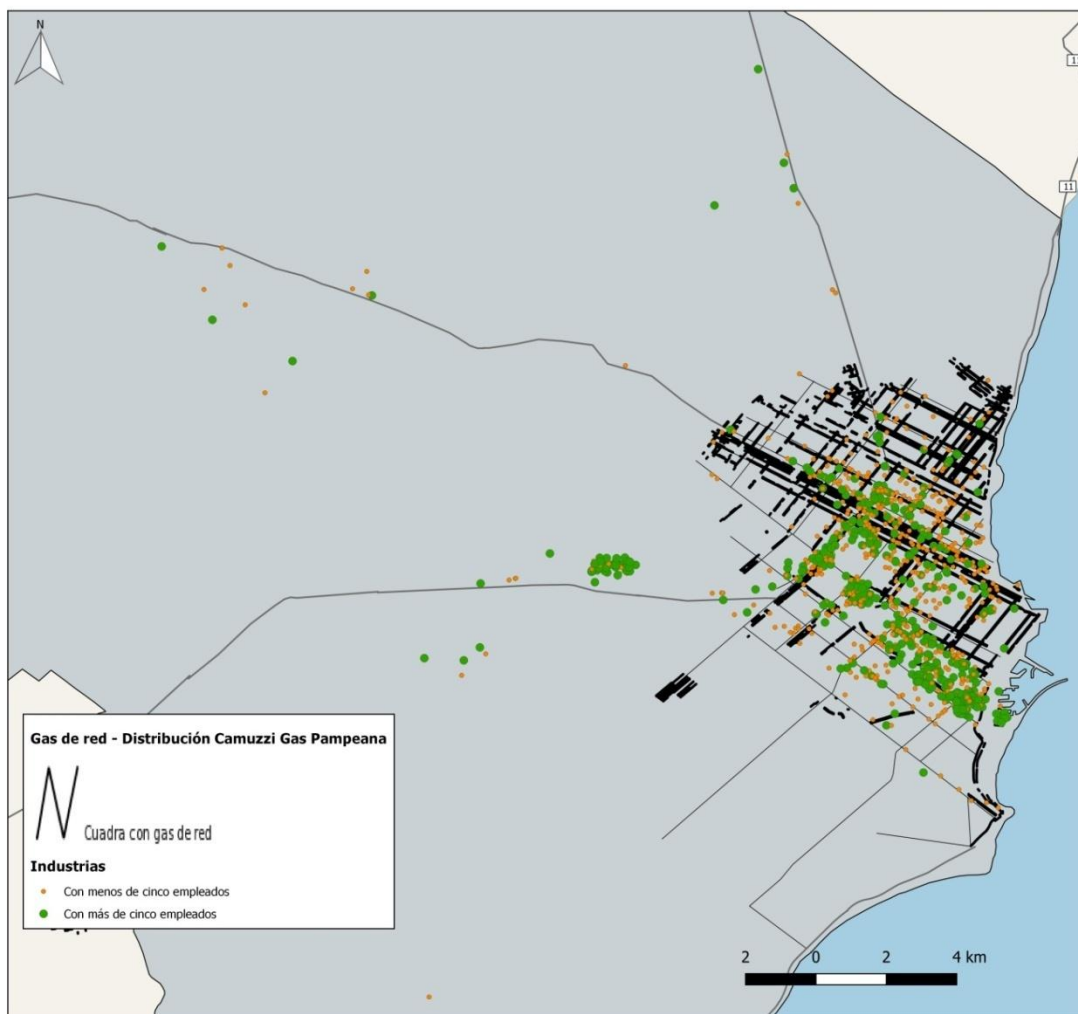 N
11
11
Gas de red - Distribución Camuzzi Gas Pampeana
Cuadra con gas de red
Industrias
Con menos de cinco empleados
Con más de cinco empleados
2 0 2 4 km